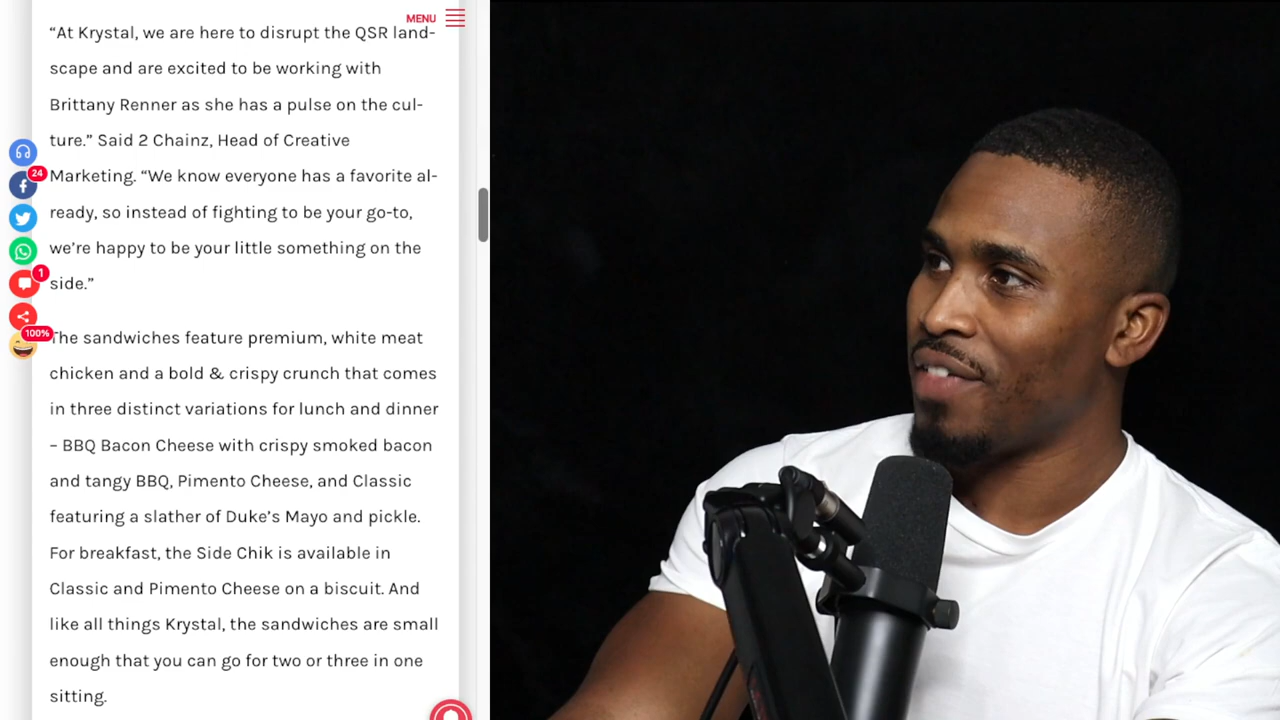 MENU
“At Krystal, we are here to disrupt the QSR land-
scape and are excited to be working with
Brittany Renner as she has a pulse on the cul-
ture.” Said 2 Chainz, Head of Creative
Marketing. “We know everyone has a favorite al-
ready, so instead of fighting to be your go-to,
we’re happy to be your little something on the
side.”
The sandwiches feature premium, white meat
chicken and a bold & crispy crunch that comes
in three distinct variations for lunch and dinner
– BBQ Bacon Cheese with crispy smoked bacon
and tangy BBQ, Pimento Cheese, and Classic
featuring a slather of Duke’s Mayo and pickle.
For breakfast, the Side Chik is available in
Classic and Pimento Cheese on a biscuit. And
like all things Krystal, the sandwiches are small
enough that you can go for two or three in one
sitting.
24
1
100%